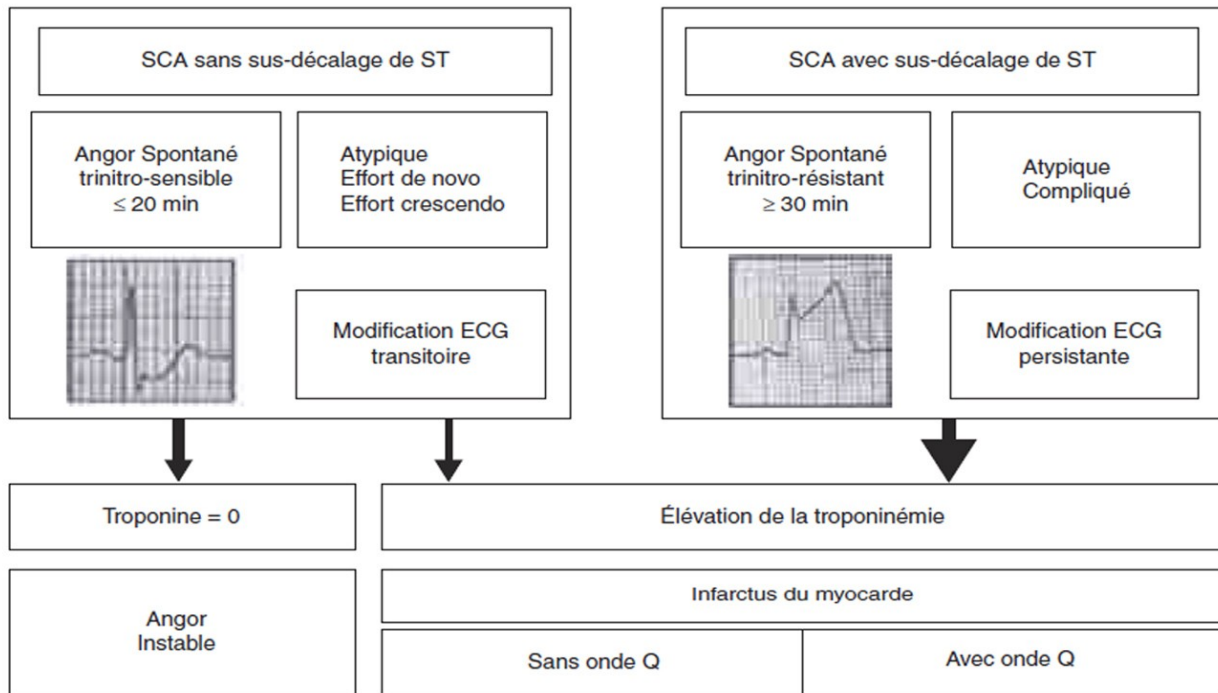 SCA sans sus-décalage de ST
Angor Spontané
trinitro-sensible
≤ 20 min
Atypique
Effort de novo
Effort crescendo
Modification ECG
transitoire
SCA avec sus-décalage de ST
Angor Spontané
trinitro-résistant
≥ 30 min
Atypique
Compliqué
Modification ECG
persistante
Troponine = 0
Élévation de la troponinémie
Angor
Instable
Infarctus du myocarde
Sans onde Q
Avec onde Q